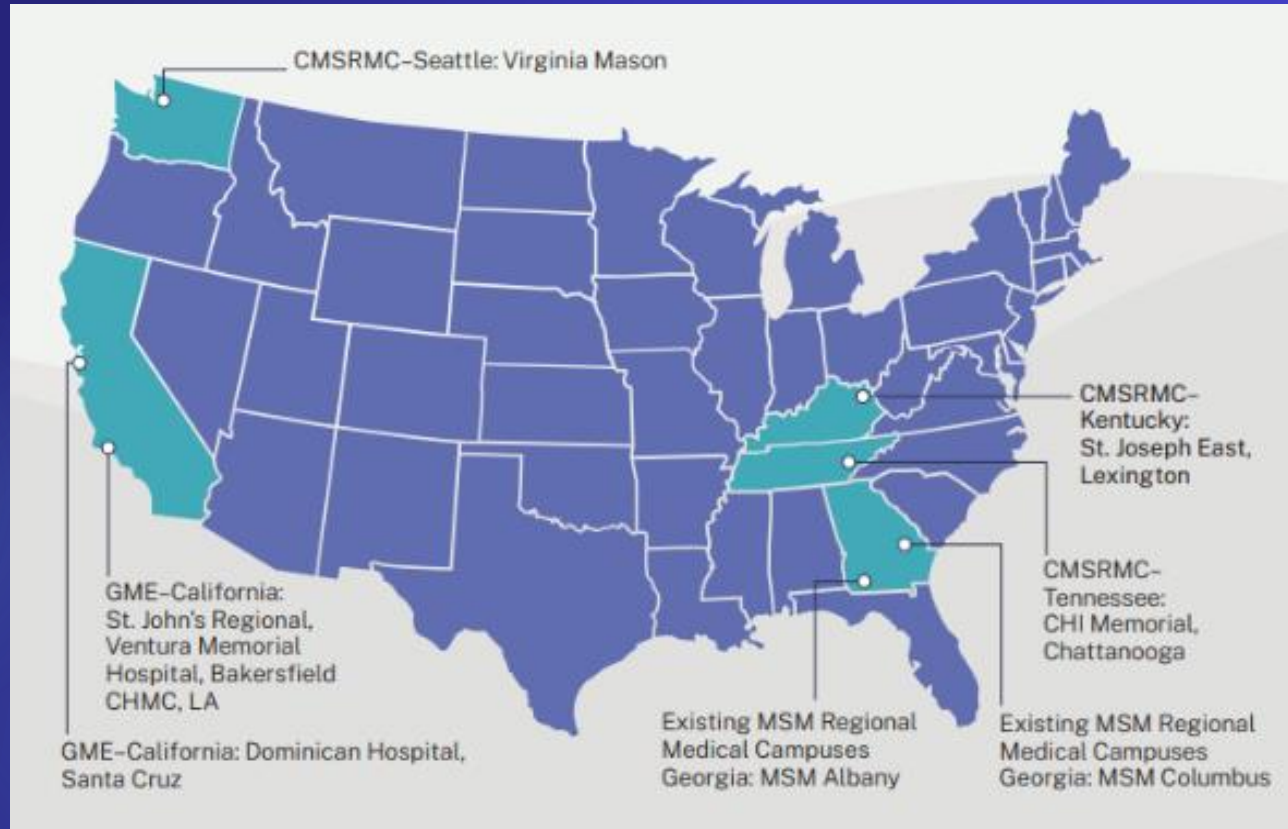 CMSRMC–Seattle: Virginia Mason
CMSRMC–
Kentucky:
St. Joseph East,
Lexington
CMSRMC–
Tennessee:
CHI Memorial,
Chattanooga
GME–California:
St. John's Regional,
Ventura Memorial
Hospital, Bakersfield
CHMC, LA
GME–California: Dominican Hospital,
Santa Cruz
Existing MSM Regional
Medical Campuses
Georgia: MSM Albany
Existing MSM Regional
Medical Campuses
Georgia: MSM Columbus